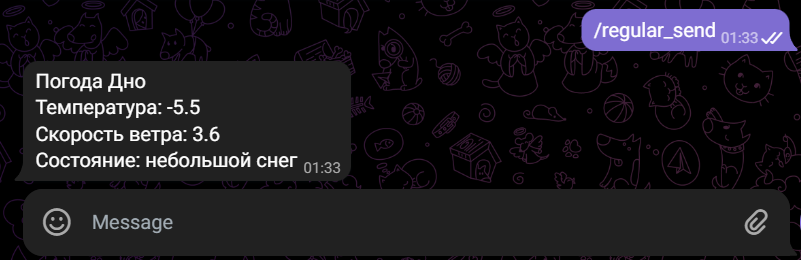 /regular_send 01:33
Погода Дно
Температура: -5.5
Скорость ветра: 3.6
Состояние: небольшой снег 01:33
Message